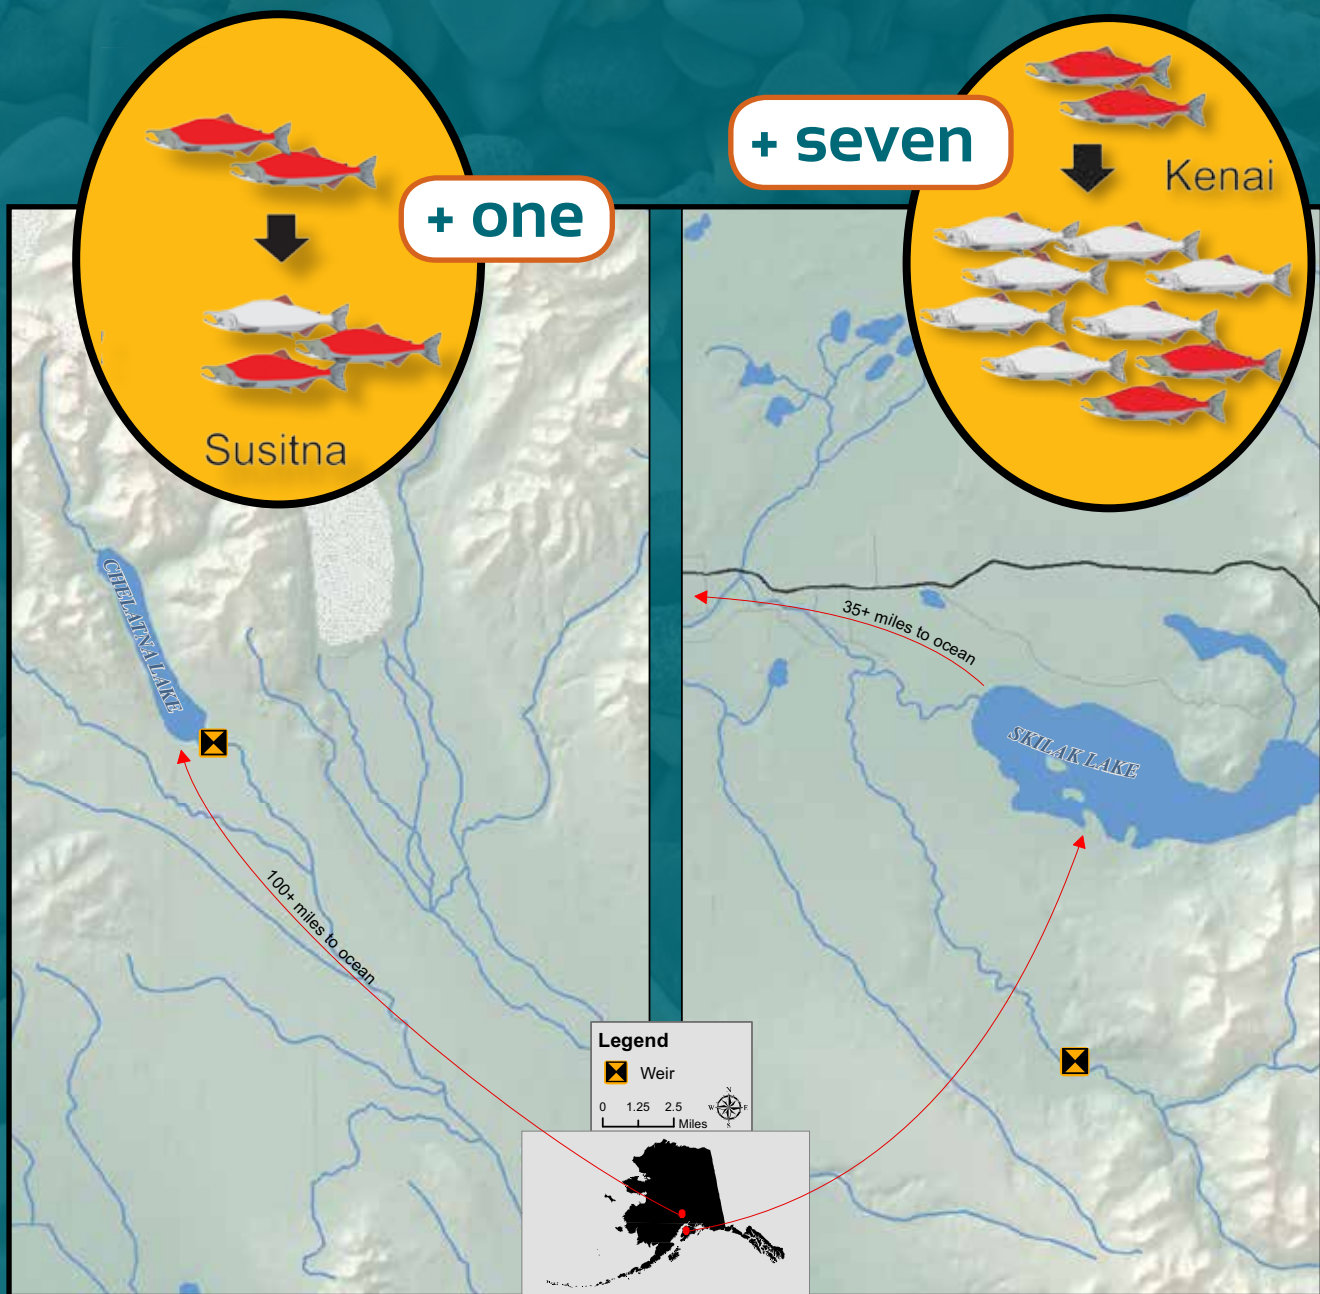 + one
+ seven
Kenai
Susitna
CHELATNA LAKE
35+ miles to ocean
SKILAK LAKE
100+ miles to ocean
Legend
Weir
0 1.25 2.5
Miles
N
W E
S